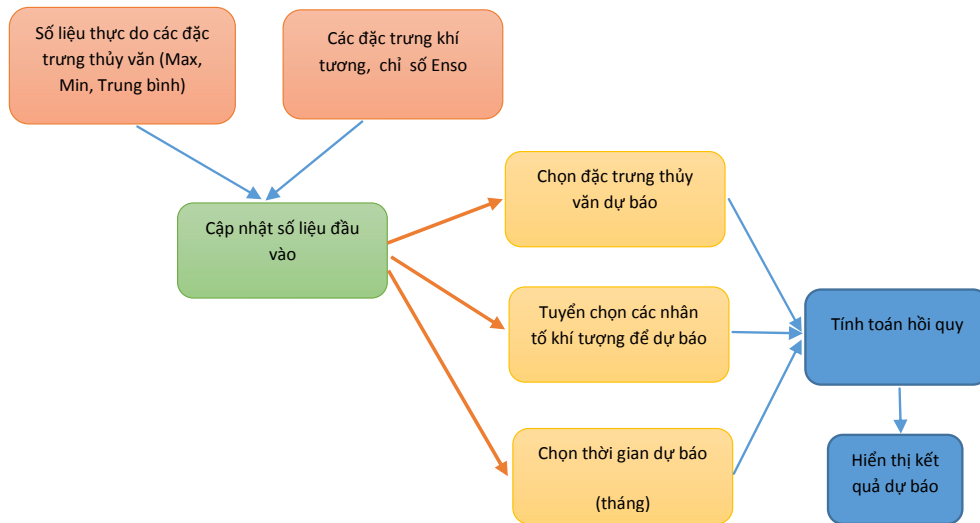 Số liệu thực do các đặc
trưng thủy văn (Max,
Min, Trung bình)
Các đặc trưng khí
tương, chỉ số Enso
Cập nhật số liệu đầu
vào
Chọn đặc trưng thủy
văn dự báo
Tuyển chọn các nhân
tố khí tượng để dự báo
Chọn thời gian dự báo
(tháng)
Tính toán hồi quy
Hiển thị kết
quả dự báo